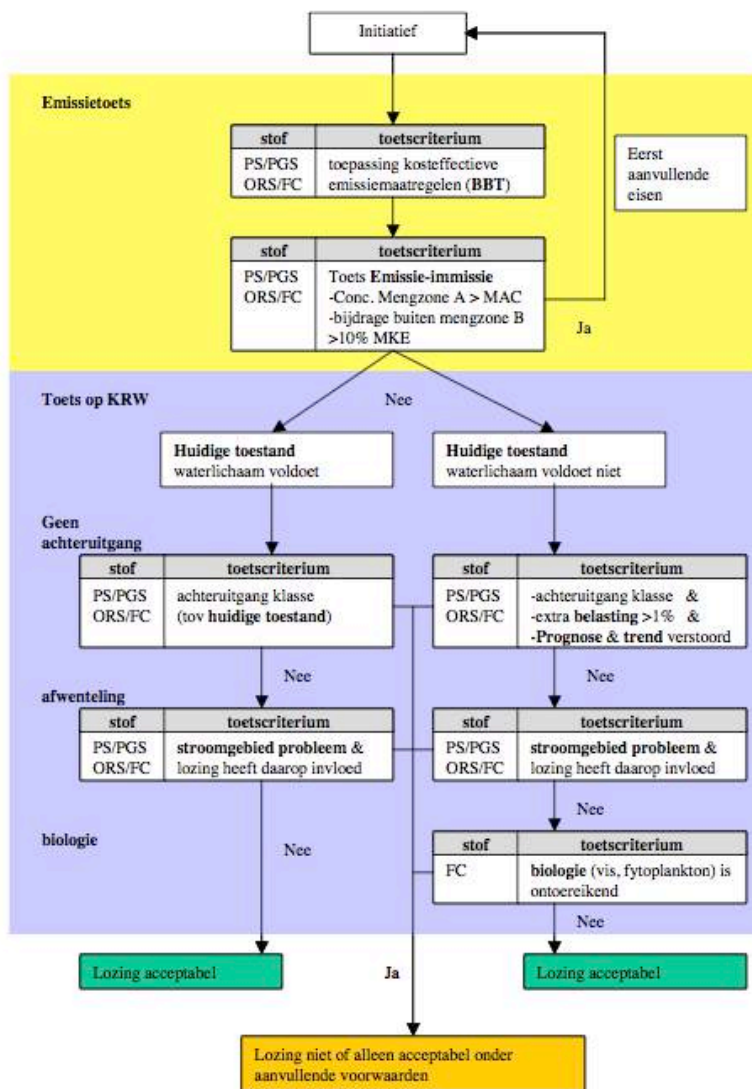 Initiatief
Emissietoets
stof toetscriterium
PS/PGS toepassing kosteffectieve
ORS/FC emissiemaatregelen (BBT)
Eerst
aanvullende
eisen
stof toetscriterium
PS/PGS Toets Emissie-immissie
ORS/FC -Conc. Mengzone A > MAC
-bijdrage buiten mengzone B
>10% MKE
Ja
Toets op KRW
Nee
Huidige toestand
waterlichaam voldoet
Huidige toestand
waterlichaam voldoet niet
Geen
achteruitgang
stof toetscriterium
PS/PGS achteruitgang klasse
ORS/FC (tov huidige toestand)
stof toetscriterium
PS/PGS -achteruitgang klasse &
ORS/FC -extra belasting >1% &
-Prognose & trend verstoord
Nee
Nee
afwenteling
stof toetscriterium
PS/PGS stroomgebied probleem &
ORS/FC lozing heeft daarop invloed
stof toetscriterium
PS/PGS stroomgebied probleem &
ORS/FC lozing heeft daarop invloed
Nee
biologie
Nee
stof toetscriterium
FC biologie (vis, fytoplankton) is
ontoereikend
Nee
Lozing acceptabel
Ja
Lozing acceptabel
Lozing niet of alleen acceptabel onder
aanvullende voorwaarden